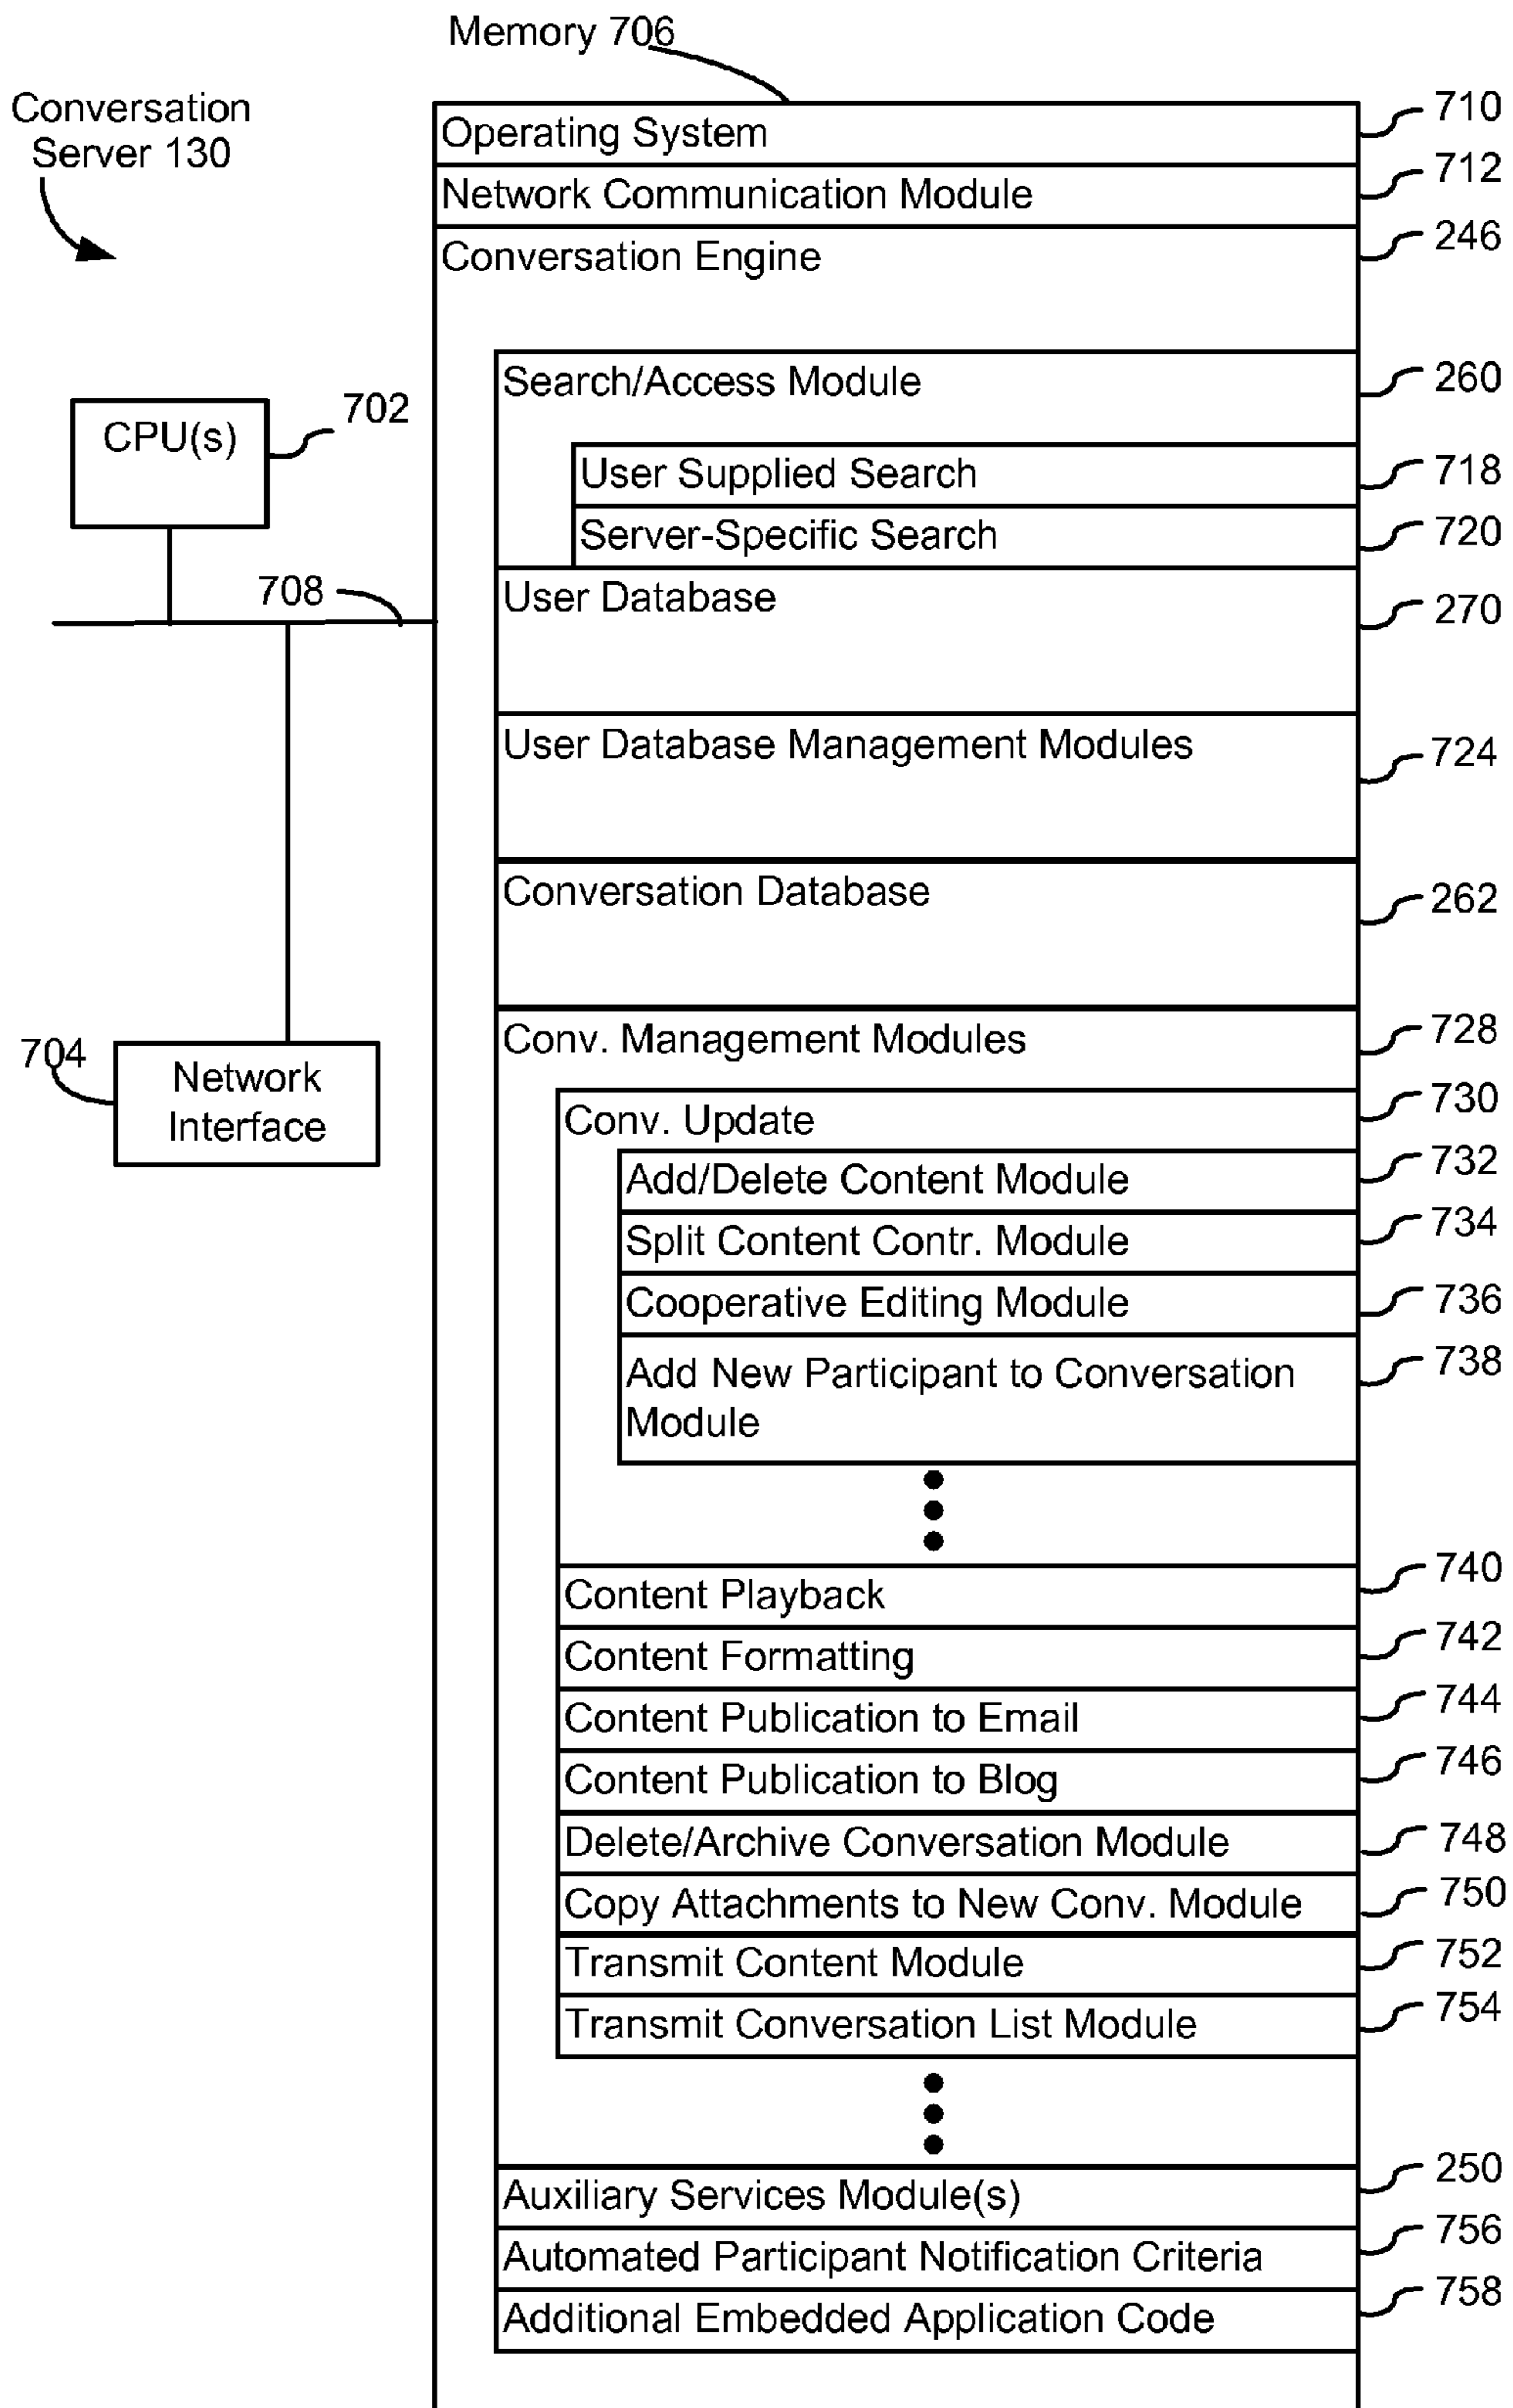 Memory 706
Conversation
Server 130
Operating System
710
Network Communication Module
712
Conversation Engine
246
Search/Access Module
260
CPU(s)
702
User Supplied Search
718
Server-Specific Search
720
708
User Database
270
User Database Management Modules
724
Conversation Database
262
Conv. Management Modules
728
704
Network
Interface
Conv. Update
730
Add/Delete Content Module
732
Split Content Contr. Module
734
Cooperative Editing Module
736
Add New Participant to Conversation
Module
738
Content Playback
740
Content Formatting
742
Content Publication to Email
744
Content Publication to Blog
746
Delete/Archive Conversation Module
748
Copy Attachments to New Conv. Module
750
Transmit Content Module
752
Transmit Conversation List Module
754
Auxiliary Services Module(s)
250
Automated Participant Notification Criteria
756
Additional Embedded Application Code
758